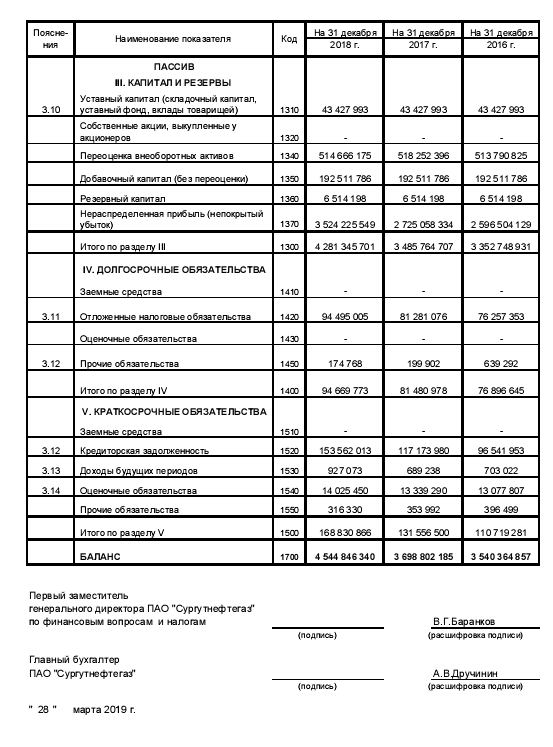 Поясне- Наименование показателя Код На 31 декабря На 31 декабря На 31 декабря
ния 2018 г. 2017 г. 2016 г.
ПАССИВ
III. КАПИТАЛ И РЕЗЕРВЫ
Уставный капитал (складочный капитал,
3.10 уставный фонд, вклады товарищей) 1310 43 427 993 43 427 993 43 427 993
Собственные акции, выкупленные у
акционеров 1320 - - -
Переоценка внеоборотных активов 1340 514 666 175 518 252 396 513 790 825
Добавочный капитал (без переоценки) 1350 192 511 786 192 511 786 192 511 786
Резервный капитал 1360 6 514 198 6 514 198 6 514 198
Нераспределенная прибыль (непокрытый
убыток) 1370 3 524 225 549 2 725 058 334 2 596 504 129
Итого по разделу III 1300 4 281 345 701 3 485 764 707 3 352 748 931
IV. ДОЛГОСРОЧНЫЕ ОБЯЗАТЕЛЬСТВА
Заемные средства 1410 - - -
3.11 Отложенные налоговые обязательства 1420 94 495 005 81 281 076 76 257 353
Оценочные обязательства 1430 - - -
3.12 Прочие обязательства 1450 174 768 199 902 639 292
Итого по разделу IV 1400 94 669 773 81 480 978 76 896 645
V. КРАТКОСРОЧНЫЕ ОБЯЗАТЕЛЬСТВА
Заемные средства 1510 - - -
3.12 Кредиторская задолженность 1520 153 562 013 117 173 980 96 541 953
3.13 Доходы будущих периодов 1530 927 073 689 238 703 022
3.14 Оценочные обязательства 1540 14 025 450 13 339 290 13 077 807
Прочие обязательства 1550 316 330 353 992 396 499
Итого по разделу V 1500 168 830 866 131 556 500 110 719 281
БАЛАНС 1700 4 544 846 340 3 698 802 185 3 540 364 857
Первый заместитель
генерального директора ПАО "Сургутнефтегаз"
по финансовым вопросам и налогам В.Г.Баранков
(подпись) (расшифровка подписи)
Главный бухгалтер
ПАО "Сургутнефтегаз" А.В.Дручинин
(подпись) (расшифровка подписи)
" 28 " марта 2019 г.